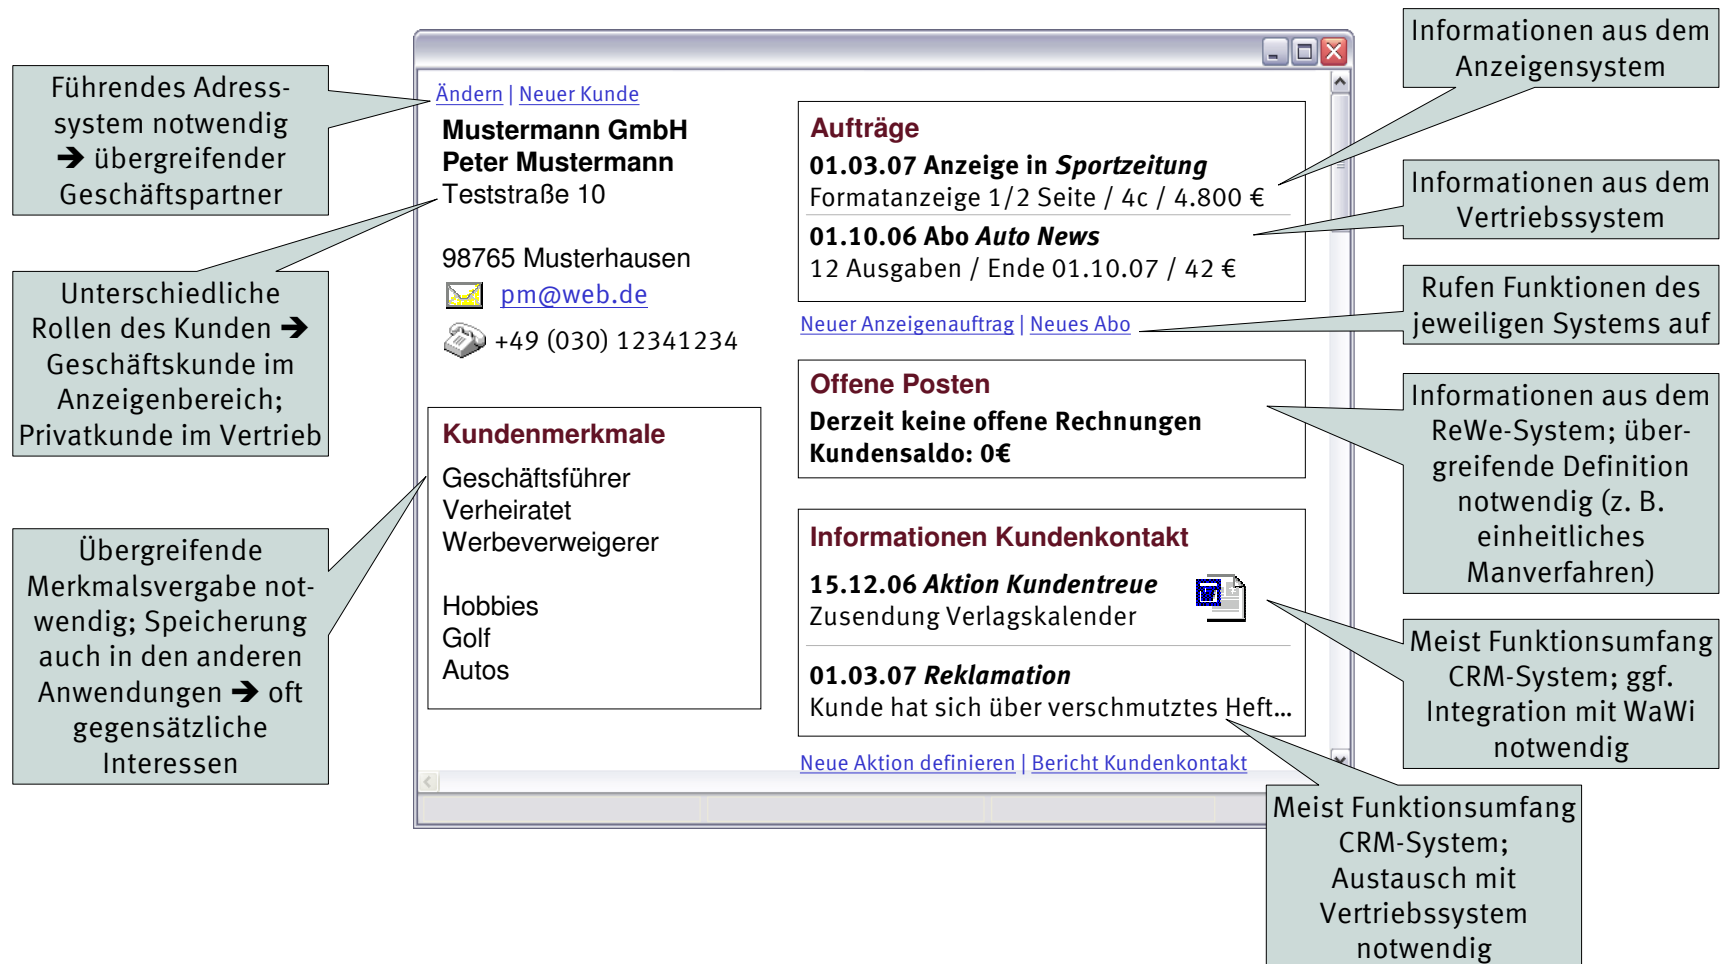 Führendes Adress-
system notwendig
➔ übergreifender
Geschäftspartner
Unterschiedliche
Rollen des Kunden ➔
Geschäftskunde im
Anzeigenbereich;
Privatkunde im Vertrieb
Übergreifende
Merkmalsvergabe not-
wendig; Speicherung
auch in den anderen
Anwendungen ➔ oft
gegensätzliche
Interessen
Ändern | Neuer Kunde
Mustermann GmbH
Peter Mustermann
Teststraße 10
98765 Musterhausen
pm@web.de
+49 (030) 12341234
Kundenmerkmale
Geschäftsführer
Verheiratet
Werbeverweigerer
Hobbies
Golf
Autos
Aufträge
01.03.07 Anzeige in Sportzeitung
Formatanzeige 1/2 Seite / 4c / 4.800 €
01.10.06 Abo Auto News
12 Ausgaben / Ende 01.10.07 / 42 €
Neuer Anzeigenauftrag | Neues Abo
Offene Posten
Derzeit keine offene Rechnungen
Kundensaldo: 0€
Informationen Kundenkontakt
15.12.06 Aktion Kundentreue
Zusendung Verlagskalender
W
01.03.07 Reklamation
Kunde hat sich über verschmutztes Heft...
Neue Aktion definieren | Bericht Kundenkontakt
Informationen aus dem
Anzeigensystem
Informationen aus dem
Vertriebssystem
Rufen Funktionen des
jeweiligen Systems auf
Informationen aus dem
ReWe-System; über-
greifende Definition
notwendig (z. B.
einheitliches
Manverfahren)
Meist Funktionsumfang
CRM-System; ggf.
Integration mit WaWi
notwendig
Meist Funktionsumfang
CRM-System;
Austausch mit
Vertriebssystem
notwendig